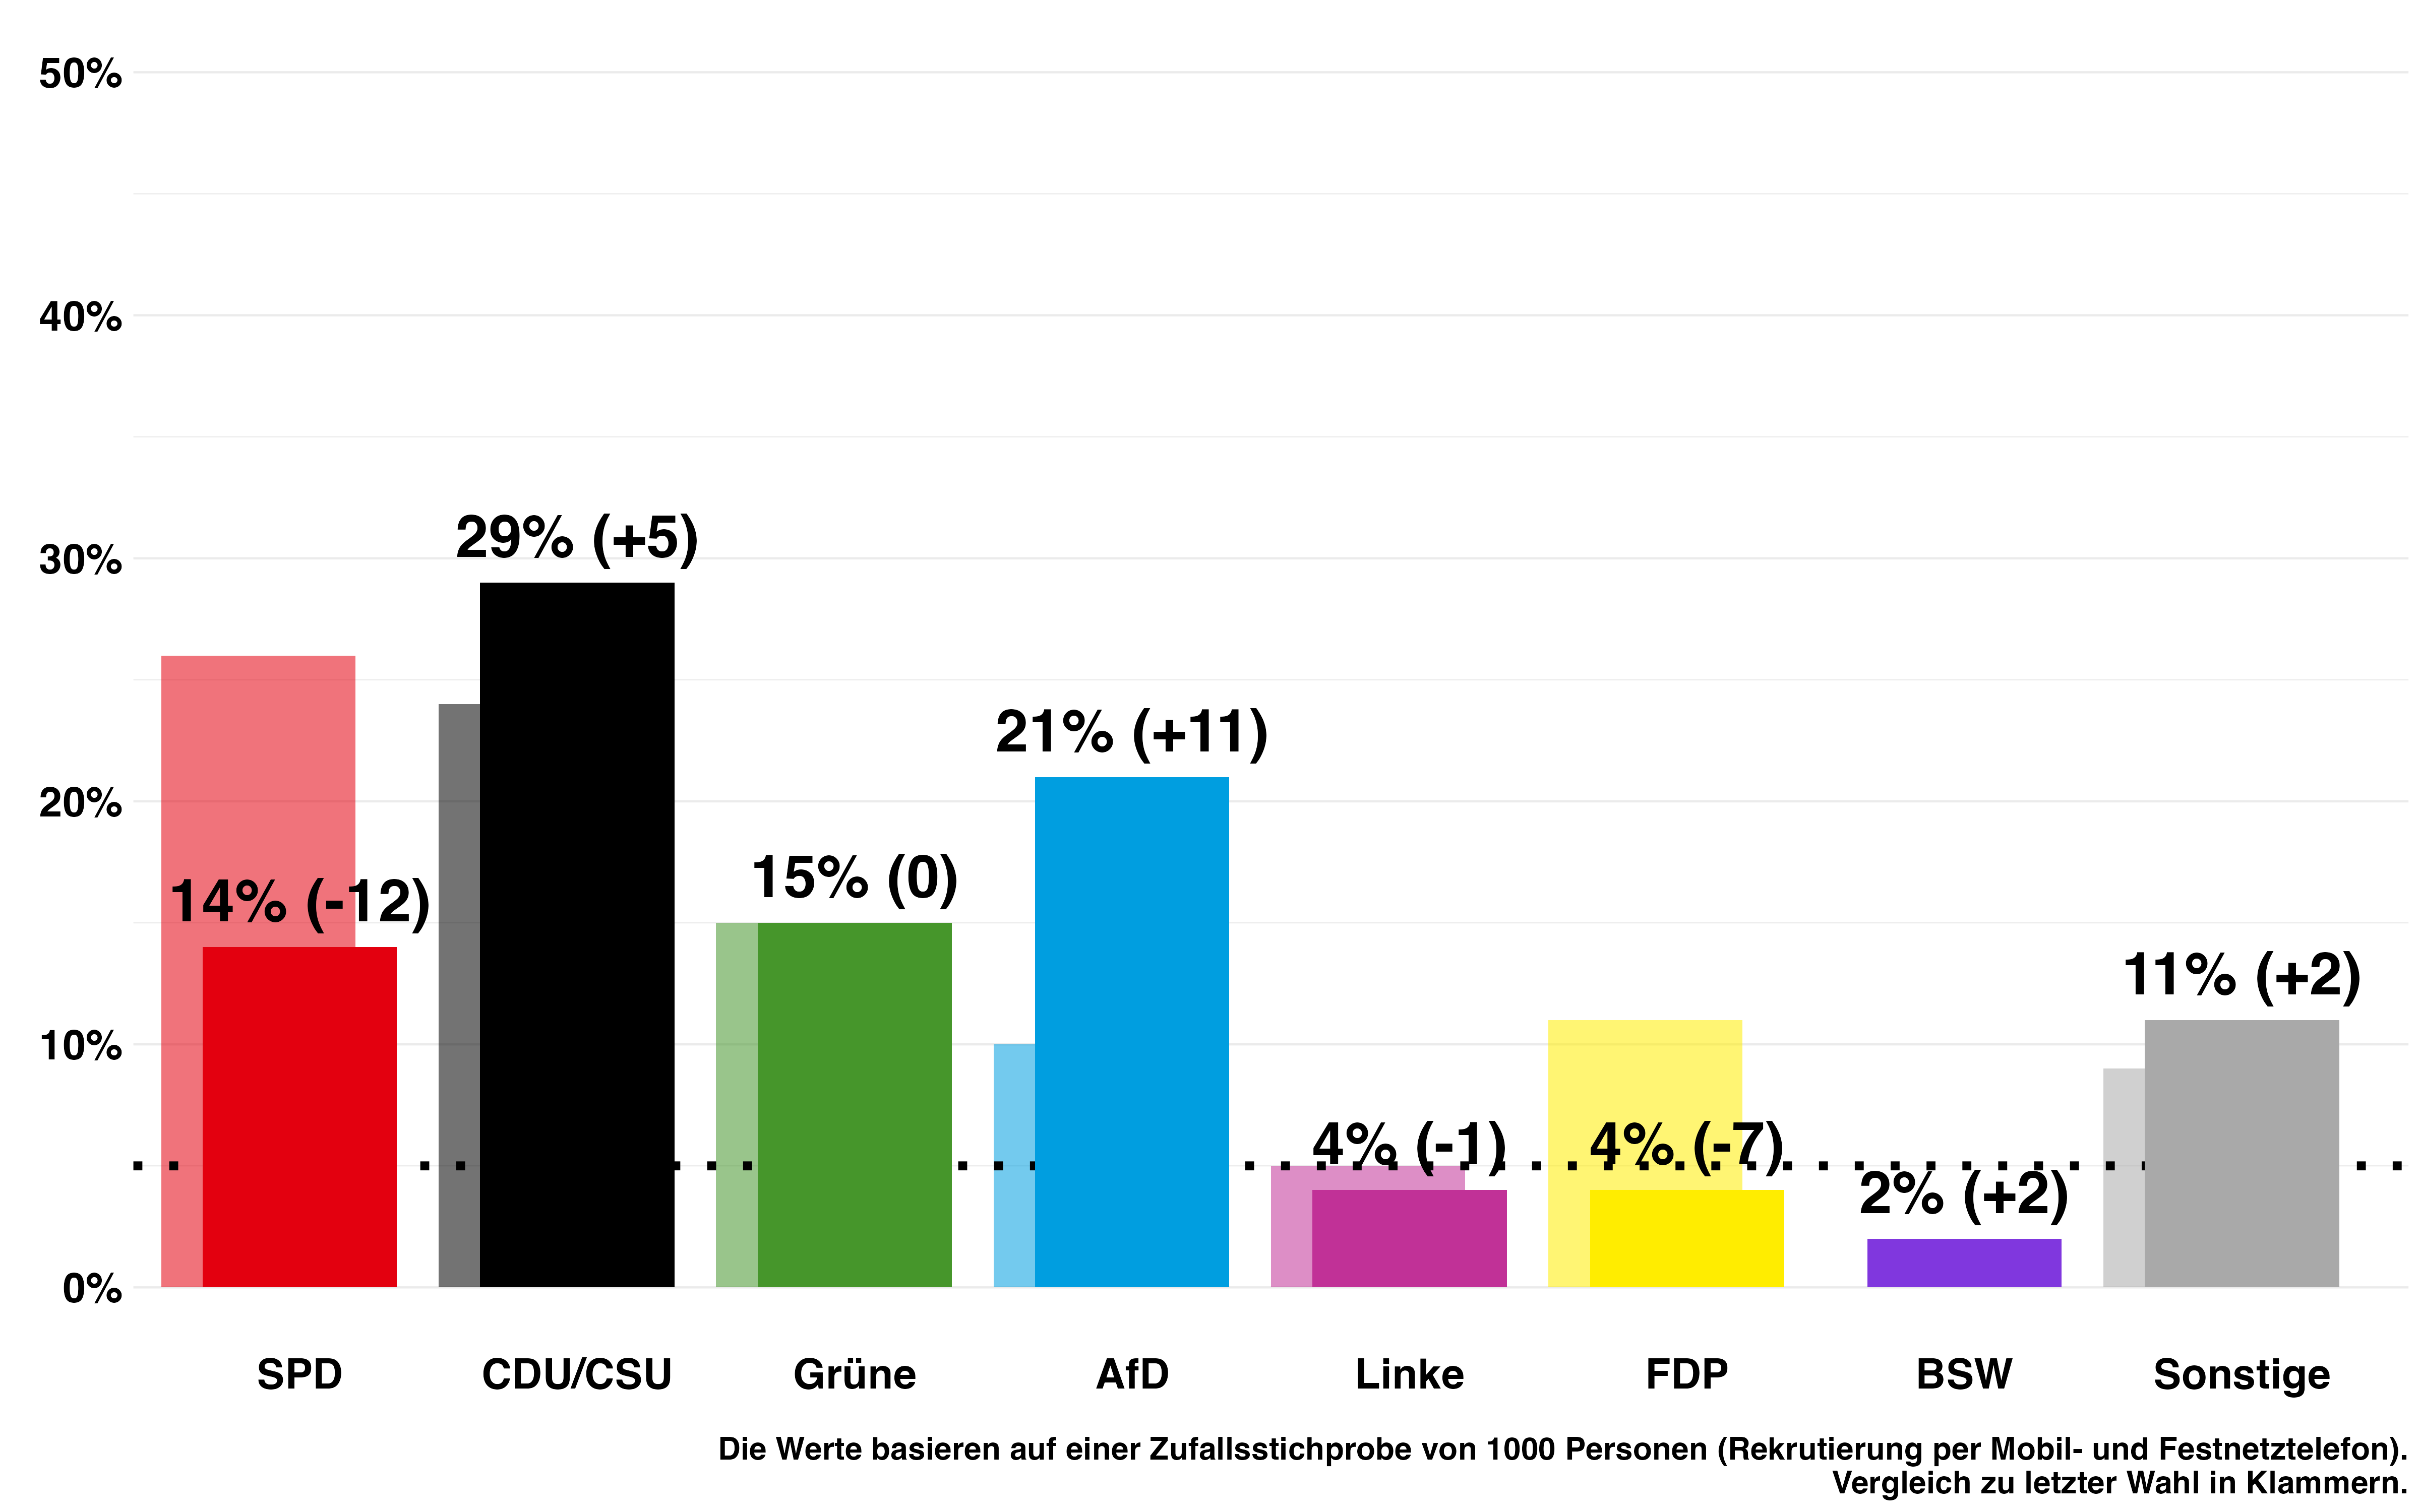 50%
40%
30%
20%
10%
0%
14% (-12)
29% (+5)
15% (0)
21% (+11)
4% (-1)
4% (-7)
2% (+2)
11% (+2)
SPD
CDU/CSU
Grüne
AfD
Linke
FDP
BSW
Sonstige
Die Werte basieren auf einer Zufallsstichprobe von 1000 Personen (Rekrutierung per Mobil- und Festnetztelefon).
Vergleich zu letzter Wahl in Klammern.